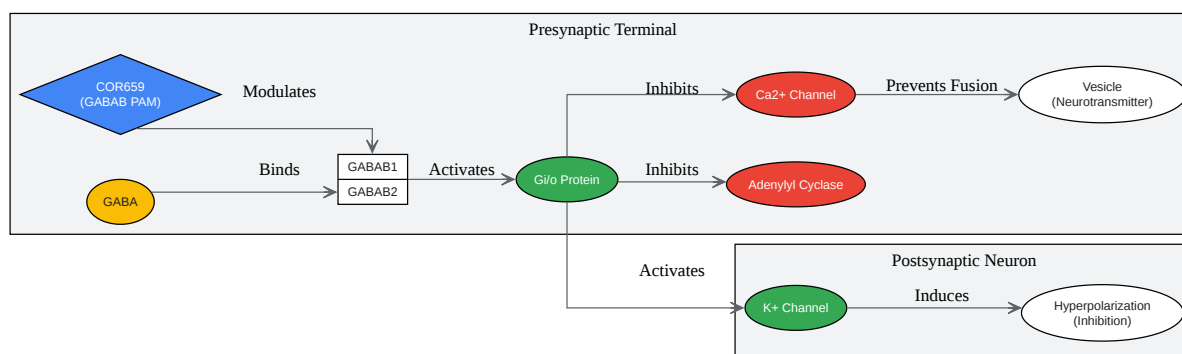 Presynaptic Terminal
COR659
(GABAB PAM)
Modulates
Inhibits
Ca2+ Channel
Prevents Fusion
Vesicle
(Neurotransmitter)
GABA
Binds
GABAB1
GABAB2
Activates
Gi/o Protein
Inhibits
Adenylyl Cyclase
Activates
Postsynaptic Neuron
K+ Channel
Induces
Hyperpolarization
(Inhibition)